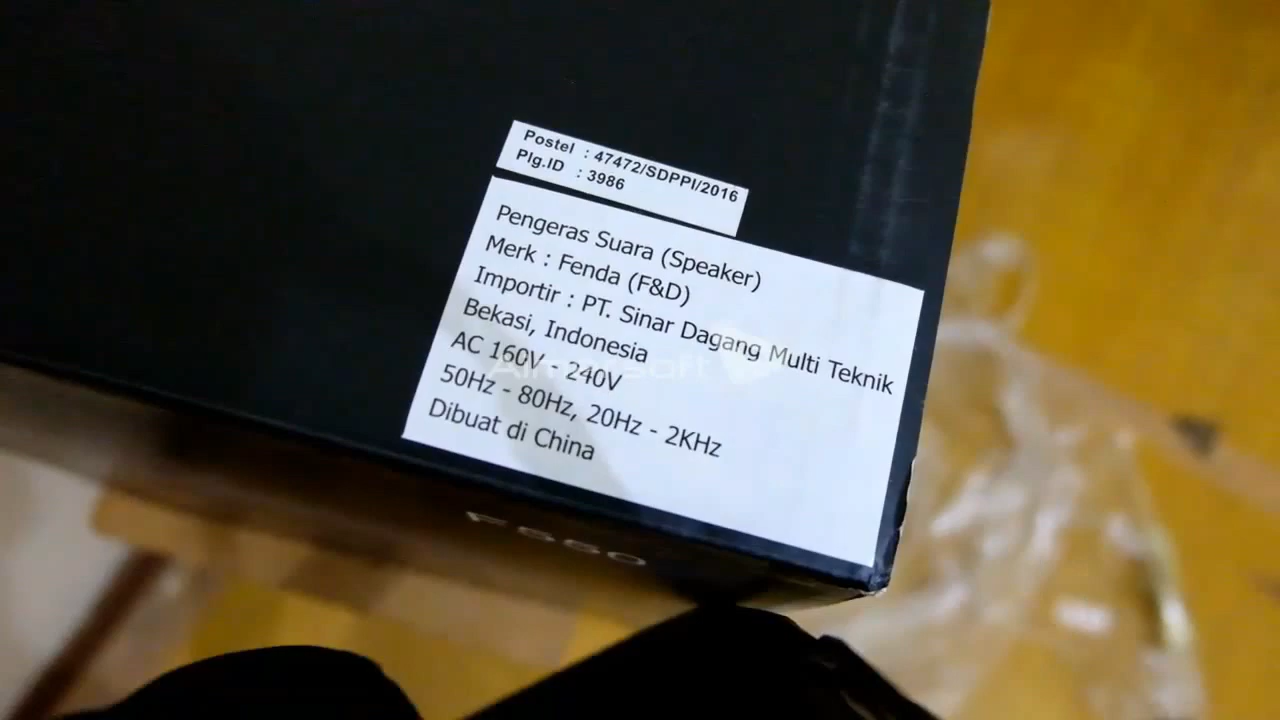 Postel : 47472/SDPPI/2016
Plg.ID : 3986
Pengeras Suara (Speaker)
Merk : Fenda (F&D)
Importir : PT. Sinar Dagang Multi Teknik
Bekasi, Indonesia
AC 160V - 240V
50Hz - 80Hz, 20Hz - 2KHz
Dibuat di China